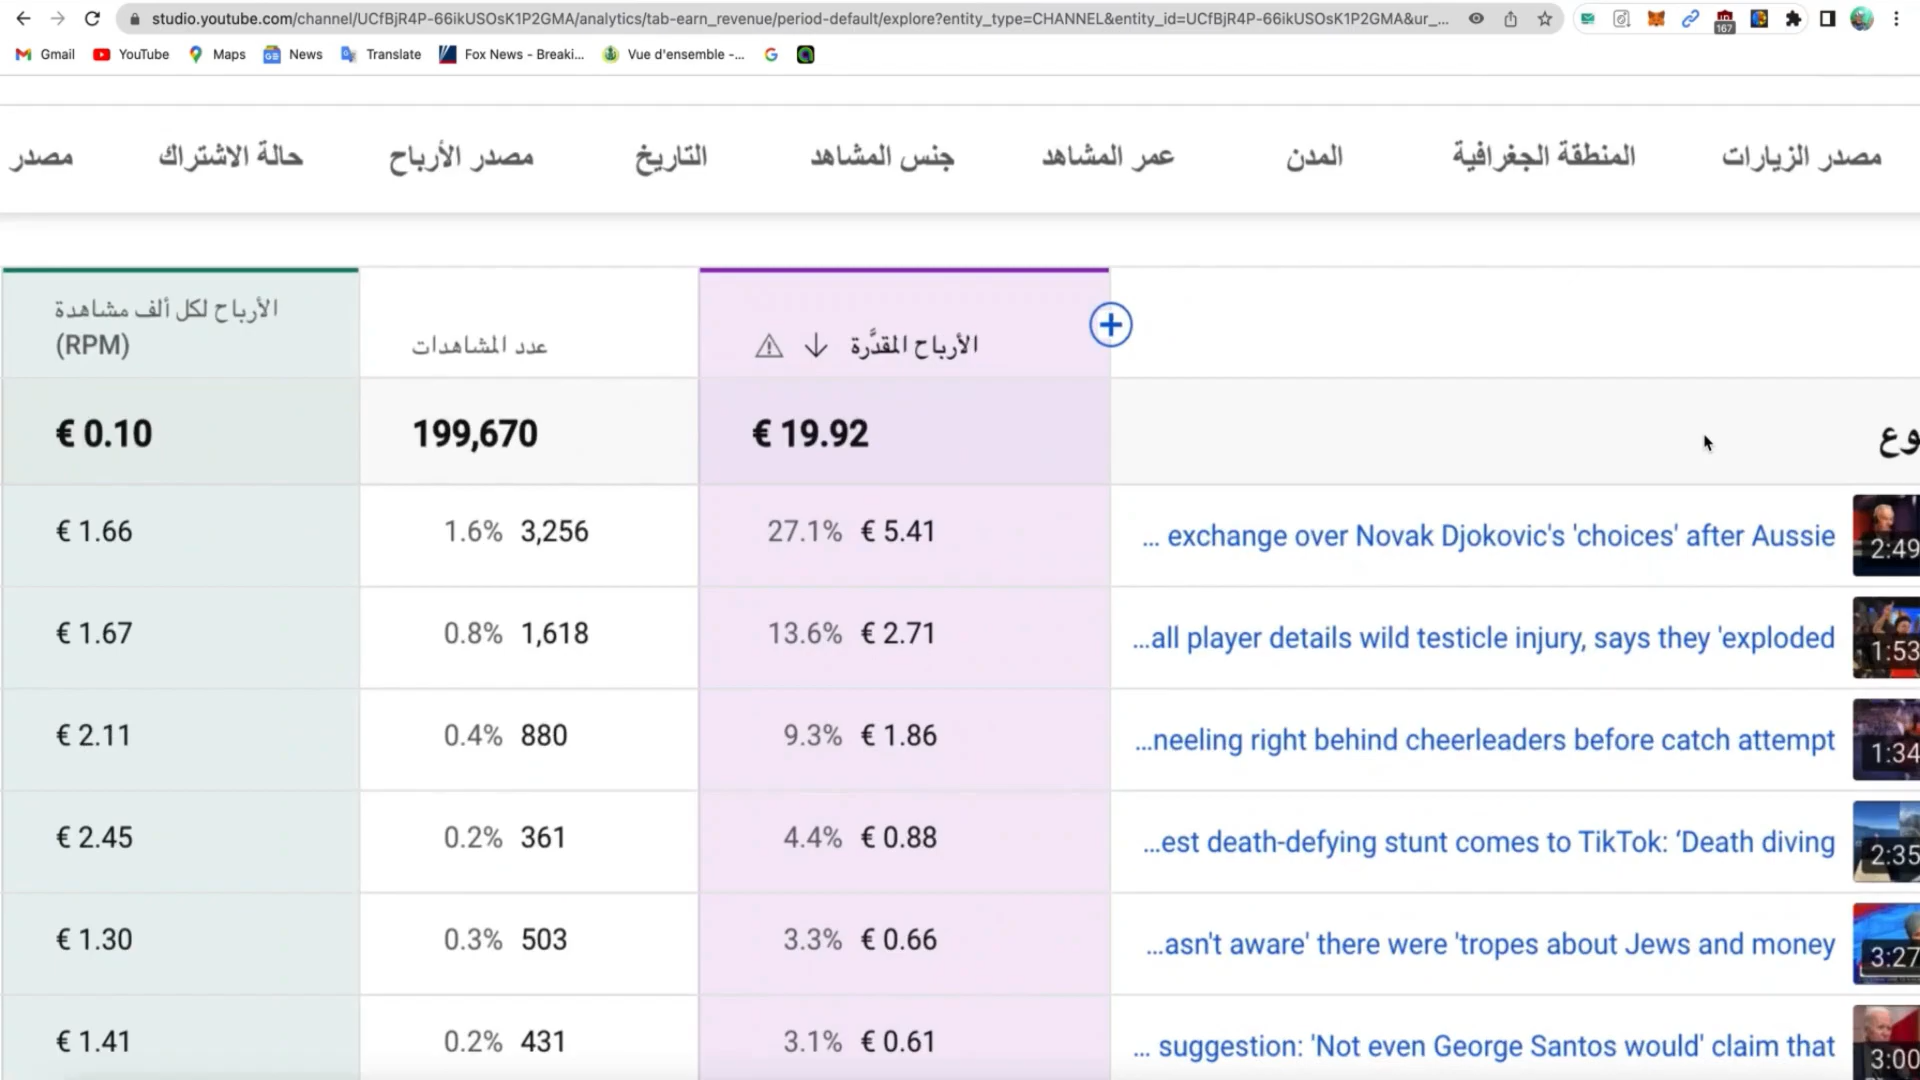 studio.youtube.com/channel/UCfBjR4P-66ikUSOsK1P2GMA/analytics/tab-earn_revenue/period-default/explore?entity_type=CHANNEL&entity_id=UCfBjR4P-66ikUSOsK1P2GMA&ur_...
167
Gmail YouTube Maps News Translate Fox News - Breaki... Vue d'ensemble -...
مصدر الزيارات المنطقة الجغرافية المدن عمر المشاهد جنس المشاهد التاريخ مصدر الأرباح حالة الاشتراك مصدر
الأرباح المقدَّرة عدد المشاهدات الأرباح لكل ألف مشاهدة
(RPM)
€ 19.92 199,670 € 0.10
2:49 ... exchange over Novak Djokovic's 'choices' after Aussie 27.1% € 5.41 1.6% 3,256 € 1.66
1:53 ...all player details wild testicle injury, says they 'exploded 13.6% € 2.71 0.8% 1,618 € 1.67
1:34 ...neeling right behind cheerleaders before catch attempt 9.3% € 1.86 0.4% 880 € 2.11
2:35 ...est death-defying stunt comes to TikTok: ‘Death diving 4.4% € 0.88 0.2% 361 € 2.45
3:27 ...asn't aware' there were 'tropes about Jews and money 3.3% € 0.66 0.3% 503 € 1.30
3:00 ... suggestion: 'Not even George Santos would' claim that 3.1% € 0.61 0.2% 431 € 1.41